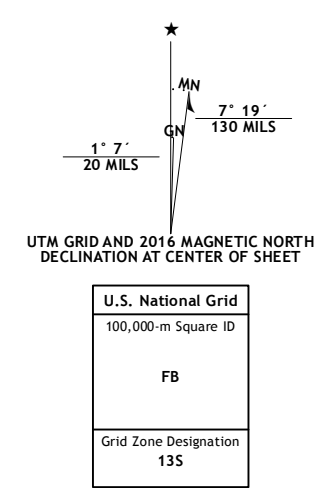 ★
MN
7° 19´
130 MILS
GN
1° 7´
20 MILS
UTM GRID AND 2016 MAGNETIC NORTH
DECLINATION AT CENTER OF SHEET
U.S. National Grid
100,000-m Square ID
FB
Grid Zone Designation
13S